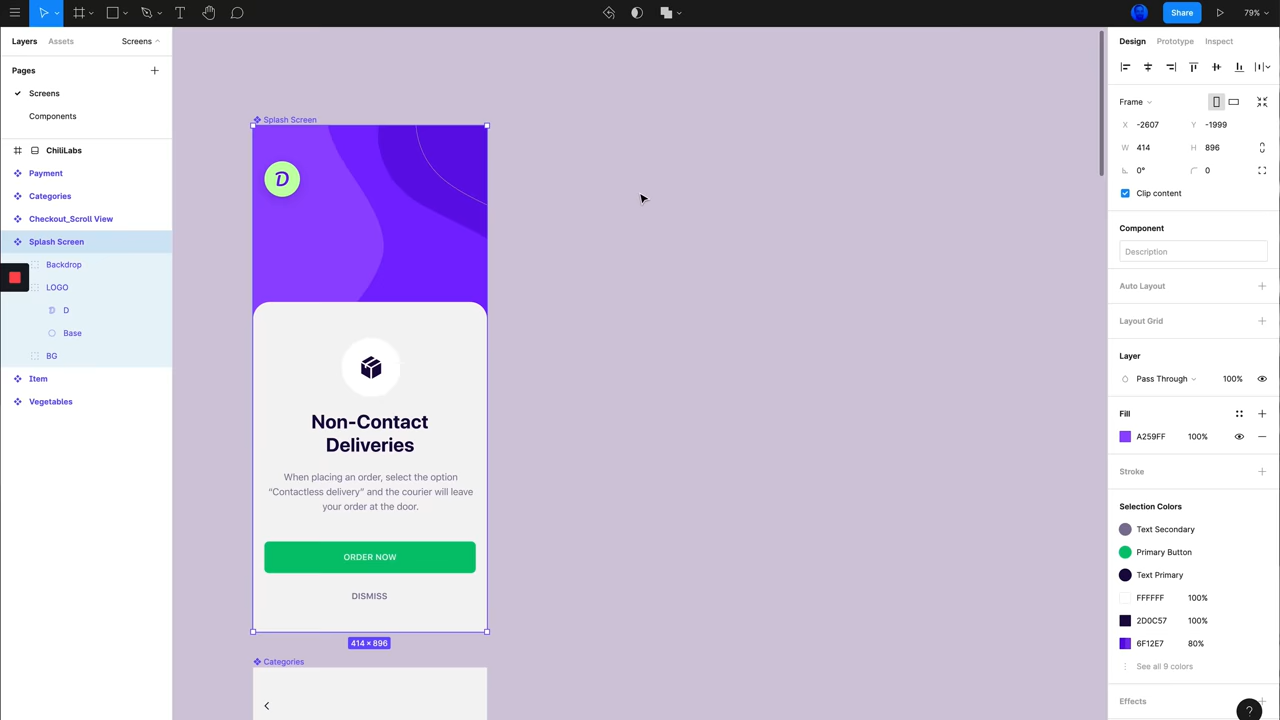 Share
79%
Layers
Assets
Screens
Pages
Screens
Components
ChiliLabs
Payment
Categories
Checkout_Scroll View
Splash Screen
Backdrop
LOGO
D
Base
BG
Item
Vegetables
Splash Screen
D
Non-Contact
Deliveries
When placing an order, select the option
“Contactless delivery” and the courier will leave
your order at the door.
ORDER NOW
DISMISS
414 × 896
Categories
Design
Prototype
Inspect
Frame
X -2607 Y -1999
W 414 H 896
0° 0
Clip content
Component
Description
Auto Layout
Layout Grid
Layer
Pass Through 100%
Fill
A259FF 100%
Stroke
Selection Colors
Text Secondary
Primary Button
Text Primary
FFFFFF 100%
2D0C57 100%
6F12E7 80%
See all 9 colors
Effects
?